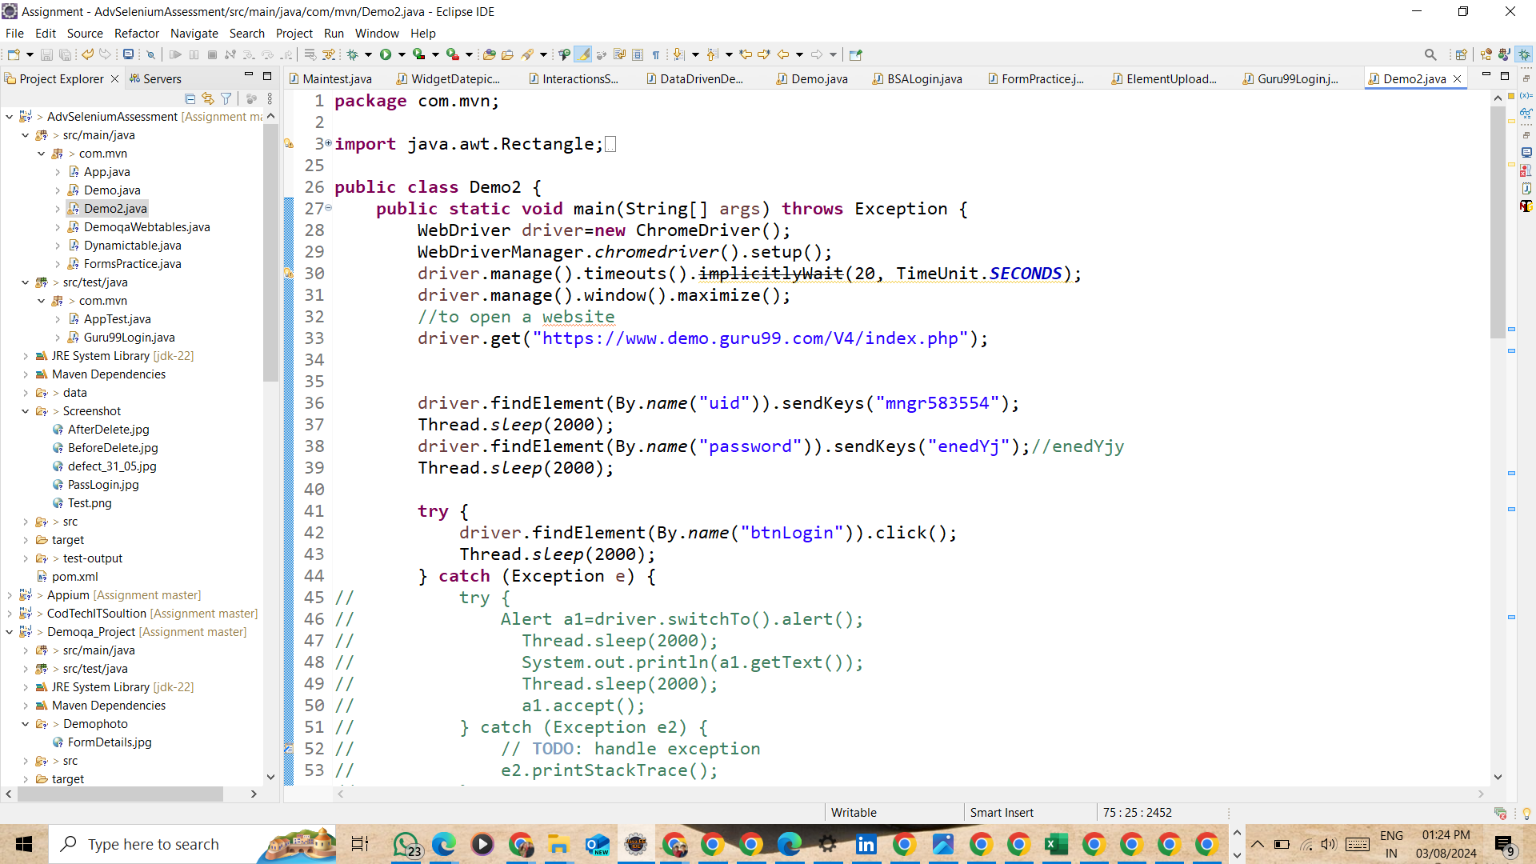 Assignment - AdvSeleniumAssessment/src/main/java/com/mvn/Demo2.java - Eclipse IDE
File Edit Source Refactor Navigate Search Project Run Window Help
Project Explorer
Servers
Maintest.java
WidgetDatepic...
InteractionsS...
DataDrivenDe...
Demo.java
BSALogin.java
FormPractice.j...
ElementUpload...
Guru99Login.j...
Demo2.java
> AdvSeleniumAssessment [Assignment ma
> src/main/java
> com.mvn
App.java
Demo.java
Demo2.java
DemoqaWebtables.java
Dynamictable.java
FormsPractice.java
> src/test/java
> com.mvn
AppTest.java
Guru99Login.java
JRE System Library [jdk-22]
Maven Dependencies
> data
> Screenshot
AfterDelete.jpg
BeforeDelete.jpg
defect_31_05.jpg
PassLogin.jpg
Test.png
> src
target
> test-output
pom.xml
> Appium [Assignment master]
> CodTechITSoultion [Assignment master]
> Demoqa_Project [Assignment master]
> src/main/java
> src/test/java
JRE System Library [jdk-22]
Maven Dependencies
> Demophoto
FormDetails.jpg
> src
target
1 package com.mvn;
2
3 import java.awt.Rectangle;
25
26 public class Demo2 {
27 public static void main(String[] args) throws Exception {
28 WebDriver driver=new ChromeDriver();
29 WebDriverManager.chromedriver().setup();
30 driver.manage().timeouts().implicitlyWait(20, TimeUnit.SECONDS);
31 driver.manage().window().maximize();
32 //to open a website
33 driver.get("https://www.demo.guru99.com/V4/index.php");
34
35
36 driver.findElement(By.name("uid")).sendKeys("mngr583554");
37 Thread.sleep(2000);
38 driver.findElement(By.name("password")).sendKeys("enedYj");//enedYjy
39 Thread.sleep(2000);
40
41 try {
42 driver.findElement(By.name("btnLogin")).click();
43 Thread.sleep(2000);
44 } catch (Exception e) {
45 // try {
46 // Alert a1=driver.switchTo().alert();
47 // Thread.sleep(2000);
48 // System.out.println(a1.getText());
49 // Thread.sleep(2000);
50 // a1.accept();
51 // } catch (Exception e2) {
52 // // TODO: handle exception
53 // e2.printStackTrace();
Writable
Smart Insert
75 : 25 : 2452
Type here to search
23
NEW
ENG
IN
01:24 PM
03/08/2024
9